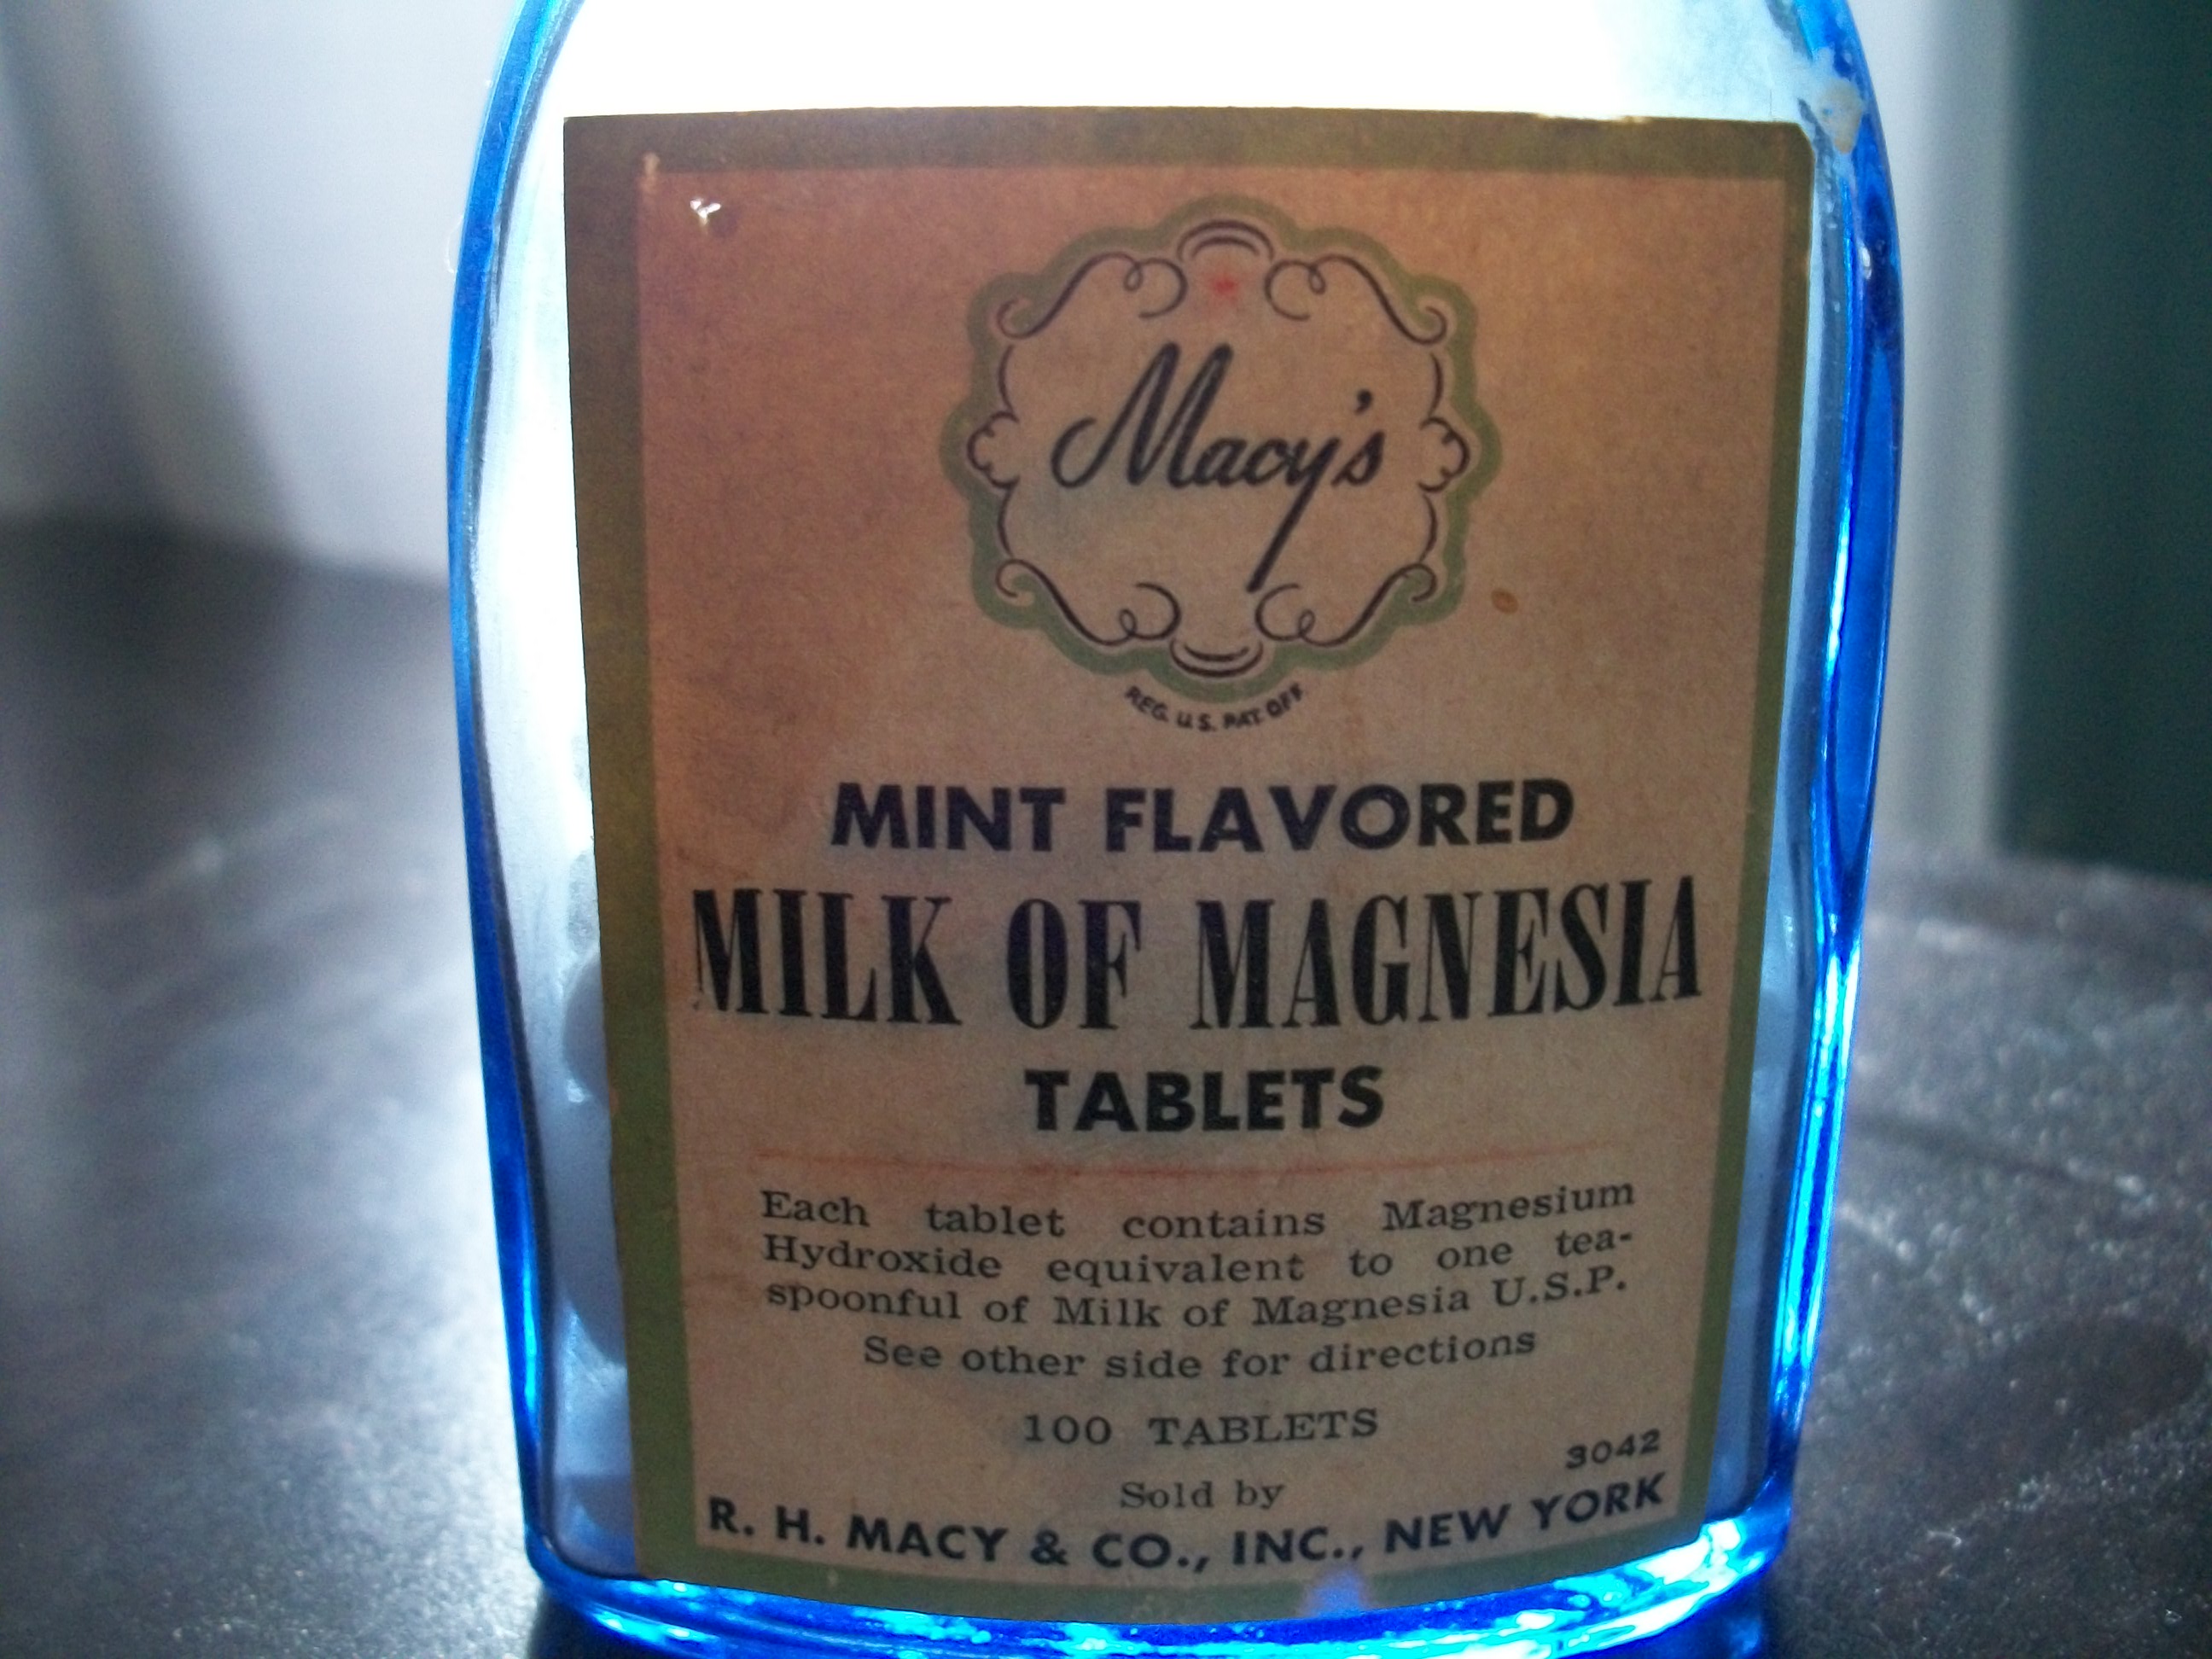 Macy's
REG. U.S. PAT. OFF.
MINT FLAVORED
MILK OF MAGNESIA
TABLETS
Each tablet contains Magnesium
Hydroxide equivalent to one tea-
spoonful of Milk of Magnesia U.S.P.
See other side for directions
100 TABLETS
3042
Sold by
R. H. MACY & CO., INC., NEW YORK